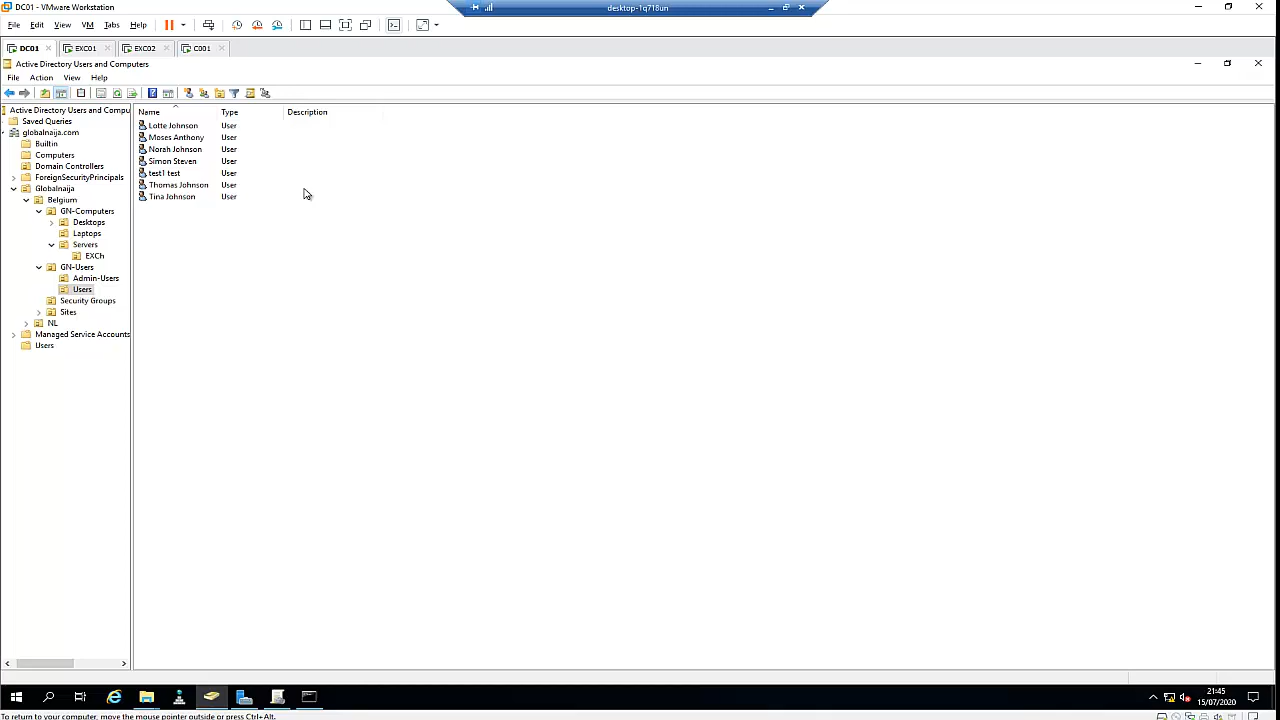 DC01 - VMware Workstation
desktop-1q718un
File Edit View VM Tabs Help
DC01 EXC01 EXC02 C001
Active Directory Users and Computers
File Action View Help
Active Directory Users and Compu
Saved Queries
globalnaija.com
Builtin
Computers
Domain Controllers
ForeignSecurityPrincipals
Globalnaija
Belgium
GN-Computers
Desktops
Laptops
Servers
EXCh
GN-Users
Admin-Users
Users
Security Groups
Sites
NL
Managed Service Accounts
Users
Name Type Description
Lotte Johnson User
Moses Anthony User
Norah Johnson User
Simon Steven User
test1 test User
Thomas Johnson User
Tina Johnson User
21:45
15/07/2020
To return to your computer, move the mouse pointer outside or press Ctrl+Alt.